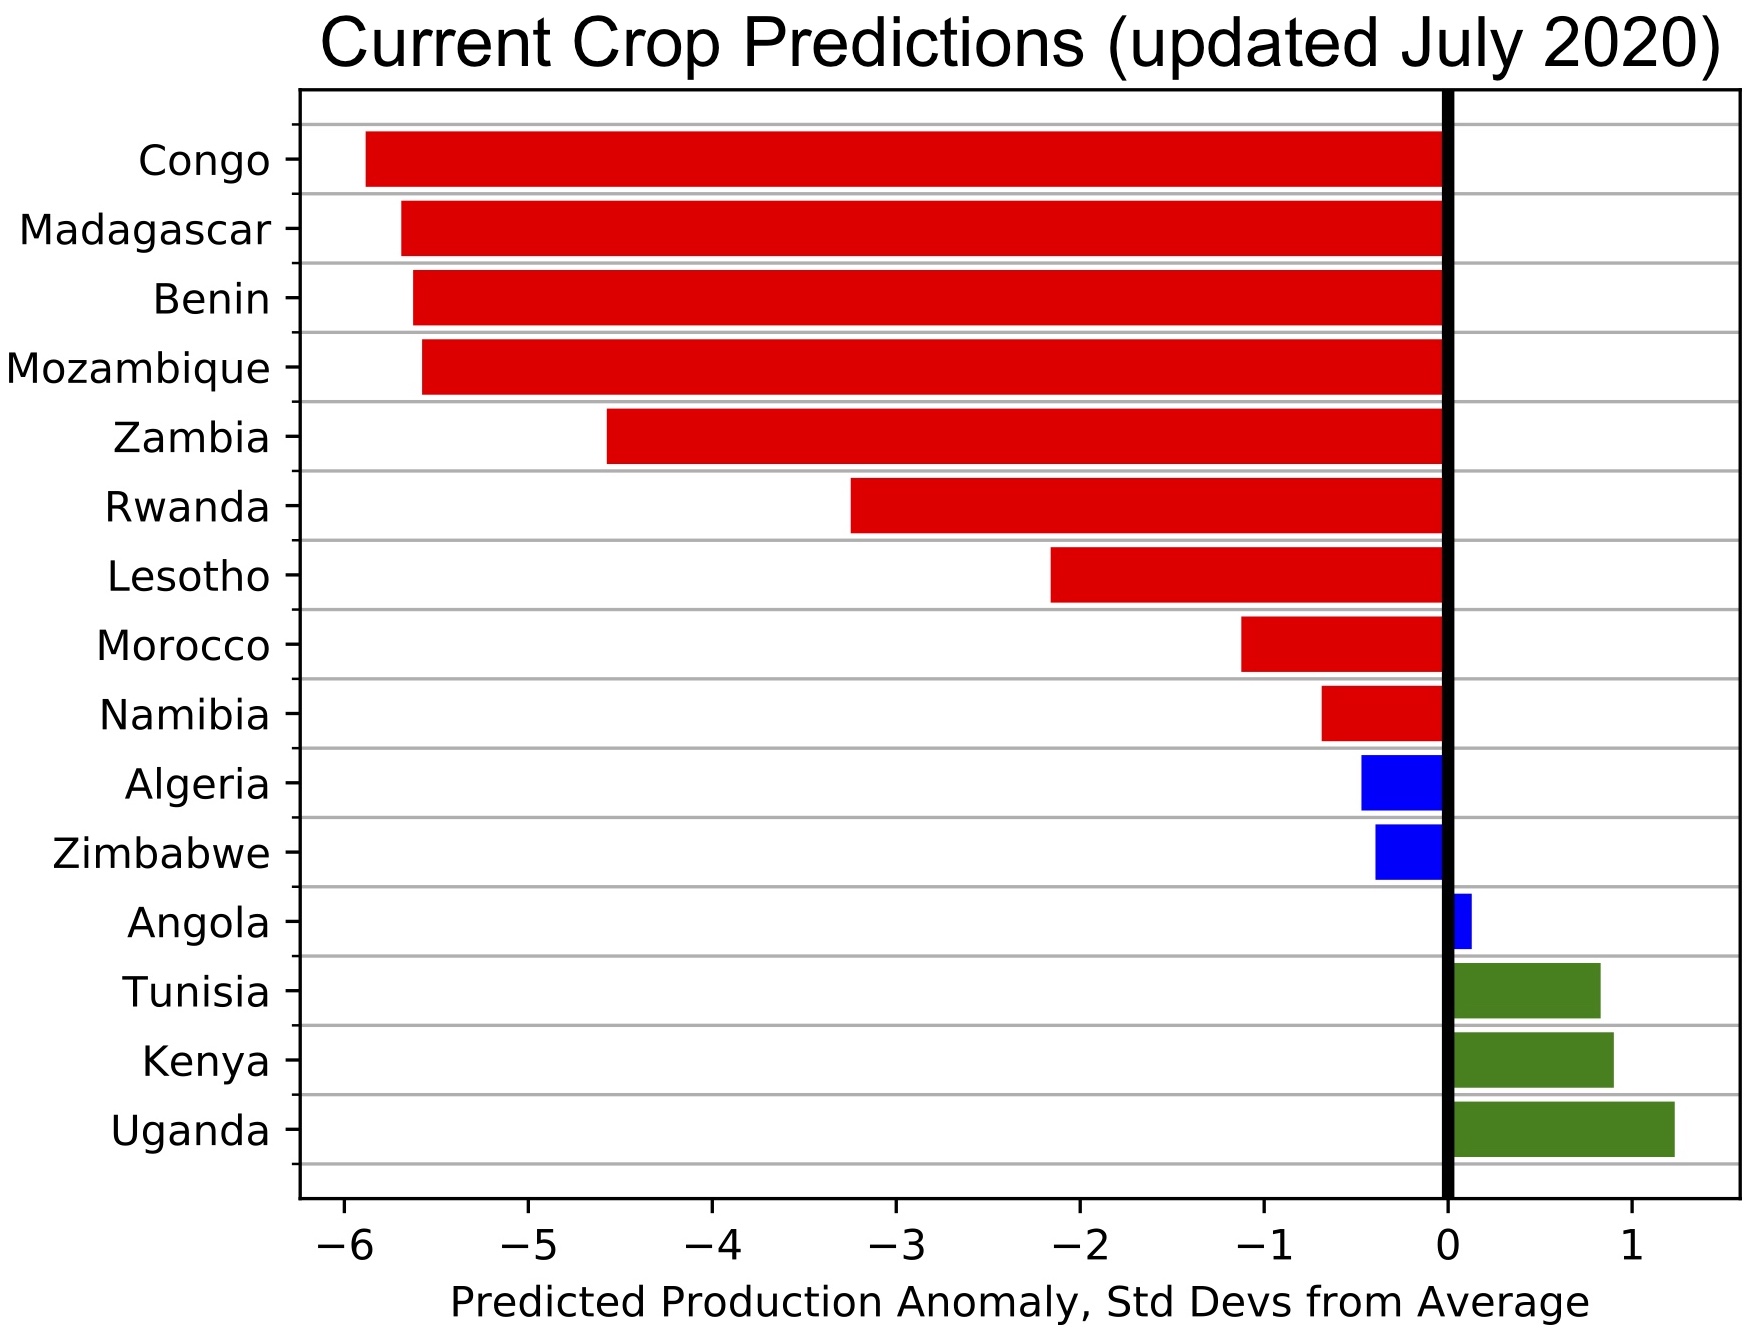 Current Crop Predictions (updated July 2020)
Congo
Madagascar
Benin
Mozambique
Zambia
Rwanda
Lesotho
Morocco
Namibia
Algeria
Zimbabwe
Angola
Tunisia
Kenya
Uganda
−6 −5 −4 −3 −2 −1 0 1
Predicted Production Anomaly, Std Devs from Average